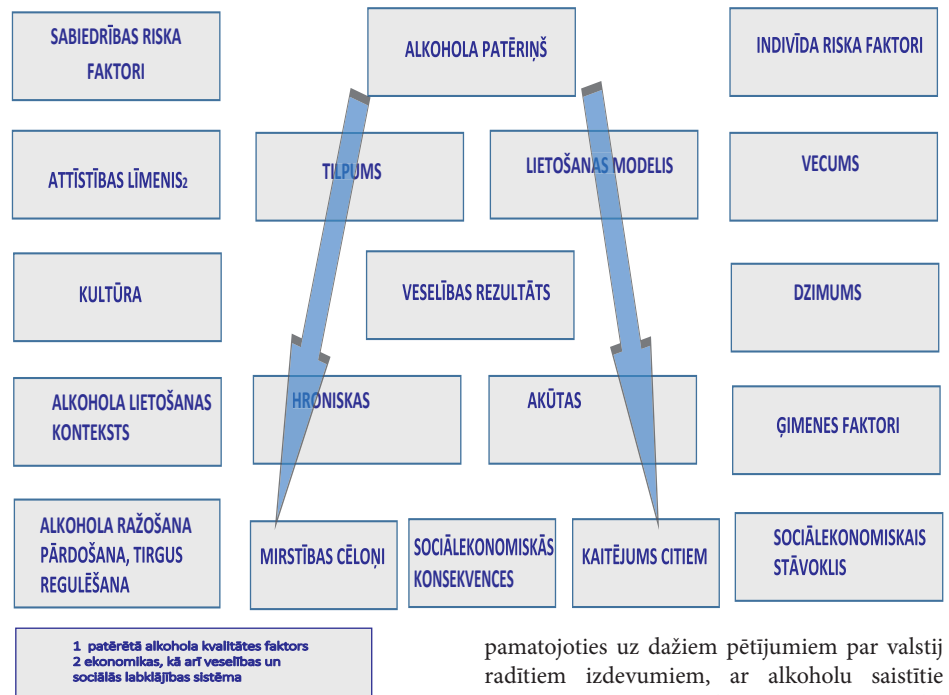 SABIEDRĪBAS RISKA
FAKTORI
ATTĪSTĪBAS LĪMENIS2
KULTŪRA
ALKOHOLA LIETOŠANAS
KONTEKSTS
ALKOHOLA RAŽOŠANA
PĀRDOŠANA, TIRGUS
REGULĒŠANA
ALKOHOLA PATĒRIŅŠ
TILPUMS
LIETOŠANAS MODELIS
VESELĪBAS REZULTĀTS
HRONISKAS
AKŪTAS
MIRSTĪBAS CĒLOŅI
SOCIĀLEKONOMISKĀS
KONSEKVENCES
KAITĒJUMS CITIEM
INDIVĪDA RISKA FAKTORI
VECUMS
DZIMUMS
ĢIMENES FAKTORI
SOCIĀLEKONOMISKAIS
STĀVOKLIS
1 patērētā alkohola kvalitātes faktors
2 ekonomikas, kā arī veselības un
sociālās labklājības sistēma
pamatojoties uz dažiem pētījumiem par valstij
radītiem izdevumiem, ar alkoholu saistītie